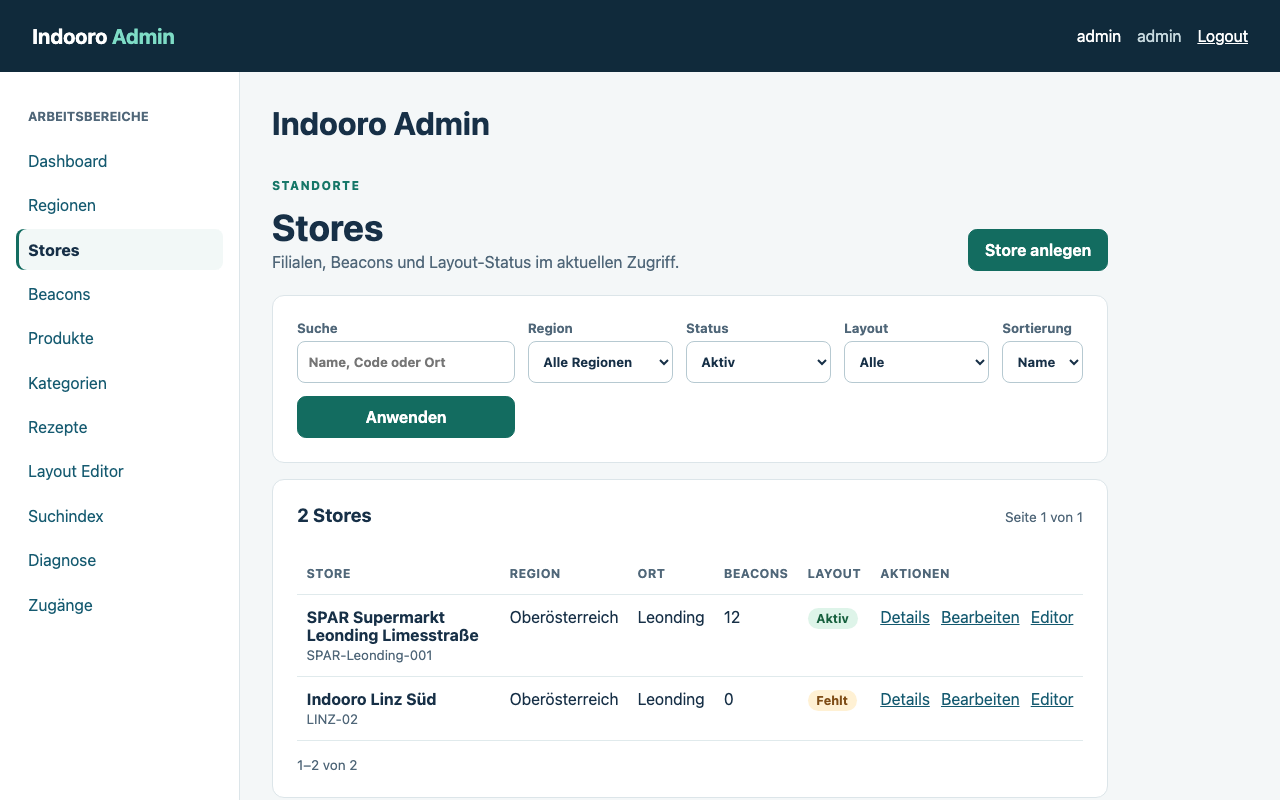 Indooro Admin
admin admin Logout
ARBEITSBEREICHE
Dashboard
Regionen
Stores
Beacons
Produkte
Kategorien
Rezepte
Layout Editor
Suchindex
Diagnose
Zugänge
Indooro Admin
STANDORTE
Stores
Filialen, Beacons und Layout-Status im aktuellen Zugriff.
Store anlegen
Suche Region Status Layout Sortierung
Name, Code oder Ort Alle Regionen Aktiv Alle Name
Anwenden
2 Stores
Seite 1 von 1
STORE REGION ORT BEACONS LAYOUT AKTIONEN
SPAR Supermarkt Oberösterreich Leonding 12 Aktiv Details Bearbeiten Editor
Leonding Limesstraße
SPAR-Leonding-001
Indooro Linz Süd Oberösterreich Leonding 0 Fehlt Details Bearbeiten Editor
LINZ-02
1–2 von 2